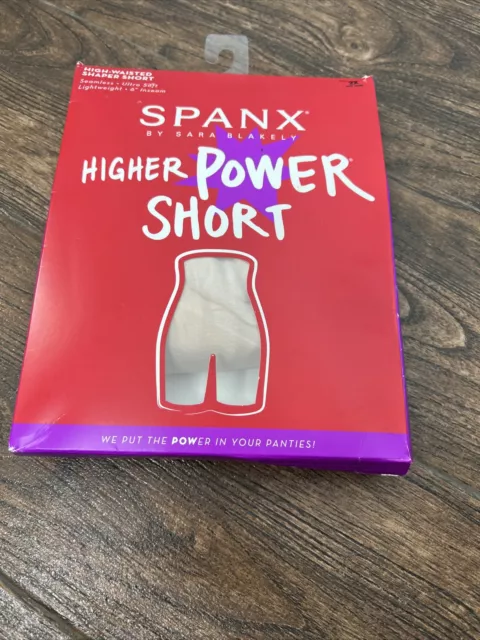 HIGH-WAISTED
SHAPER SHORT
Seamless • Ultra Soft
Lightweight • 6" Inseam
SPANX®
BY SARA BLAKELY
HIGHER POWER®
SHORT
WE PUT THE POWER IN YOUR PANTIES!